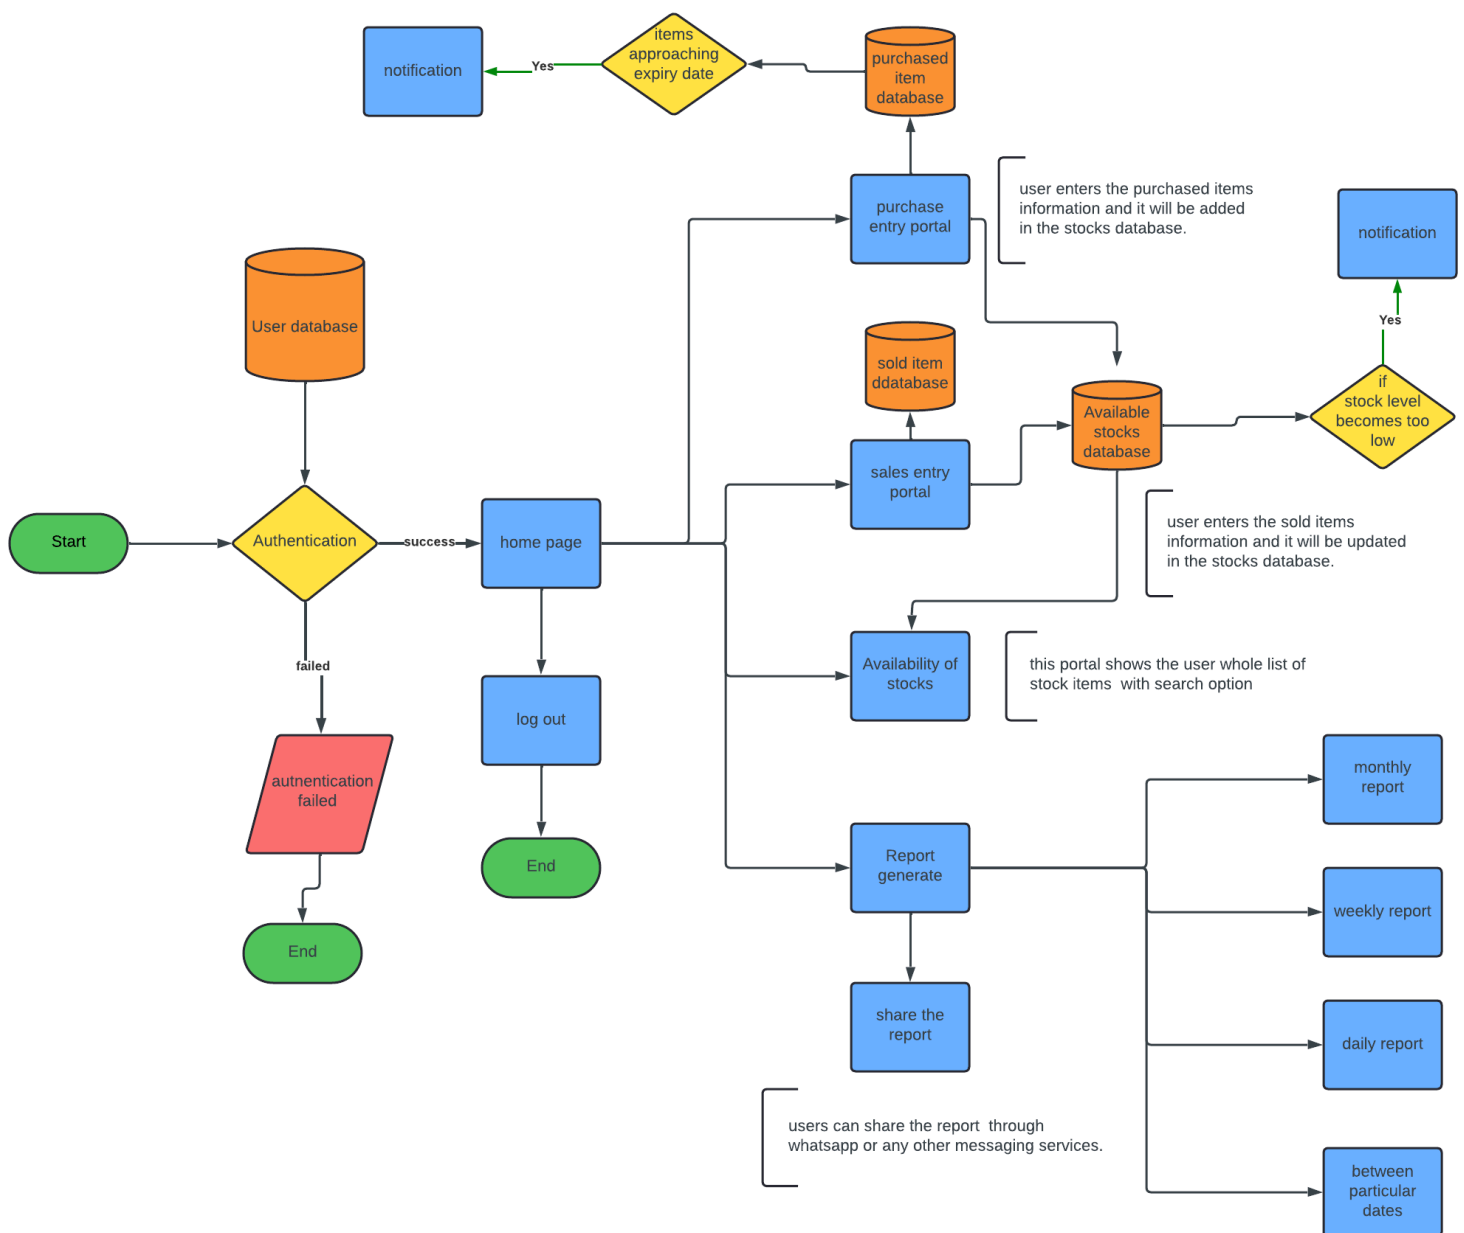 items
approaching
expiry date
notification
Yes
purchased
item
database
purchase
entry portal
user enters the purchased items
information and it will be added
in the stocks database.
notification
Yes
User database
sold item
ddatabase
Available
stocks
database
if
stock level
becomes too
low
sales entry
portal
user enters the sold items
information and it will be updated
in the stocks database.
Start
Authentication
success
home page
failed
Availability of
stocks
this portal shows the user whole list of
stock items  with search option
log out
autnentication
failed
monthly
report
End
Report
generate
weekly report
End
share the
report
daily report
users can share the report  through
whatsapp or any other messaging services.
between
particular
dates